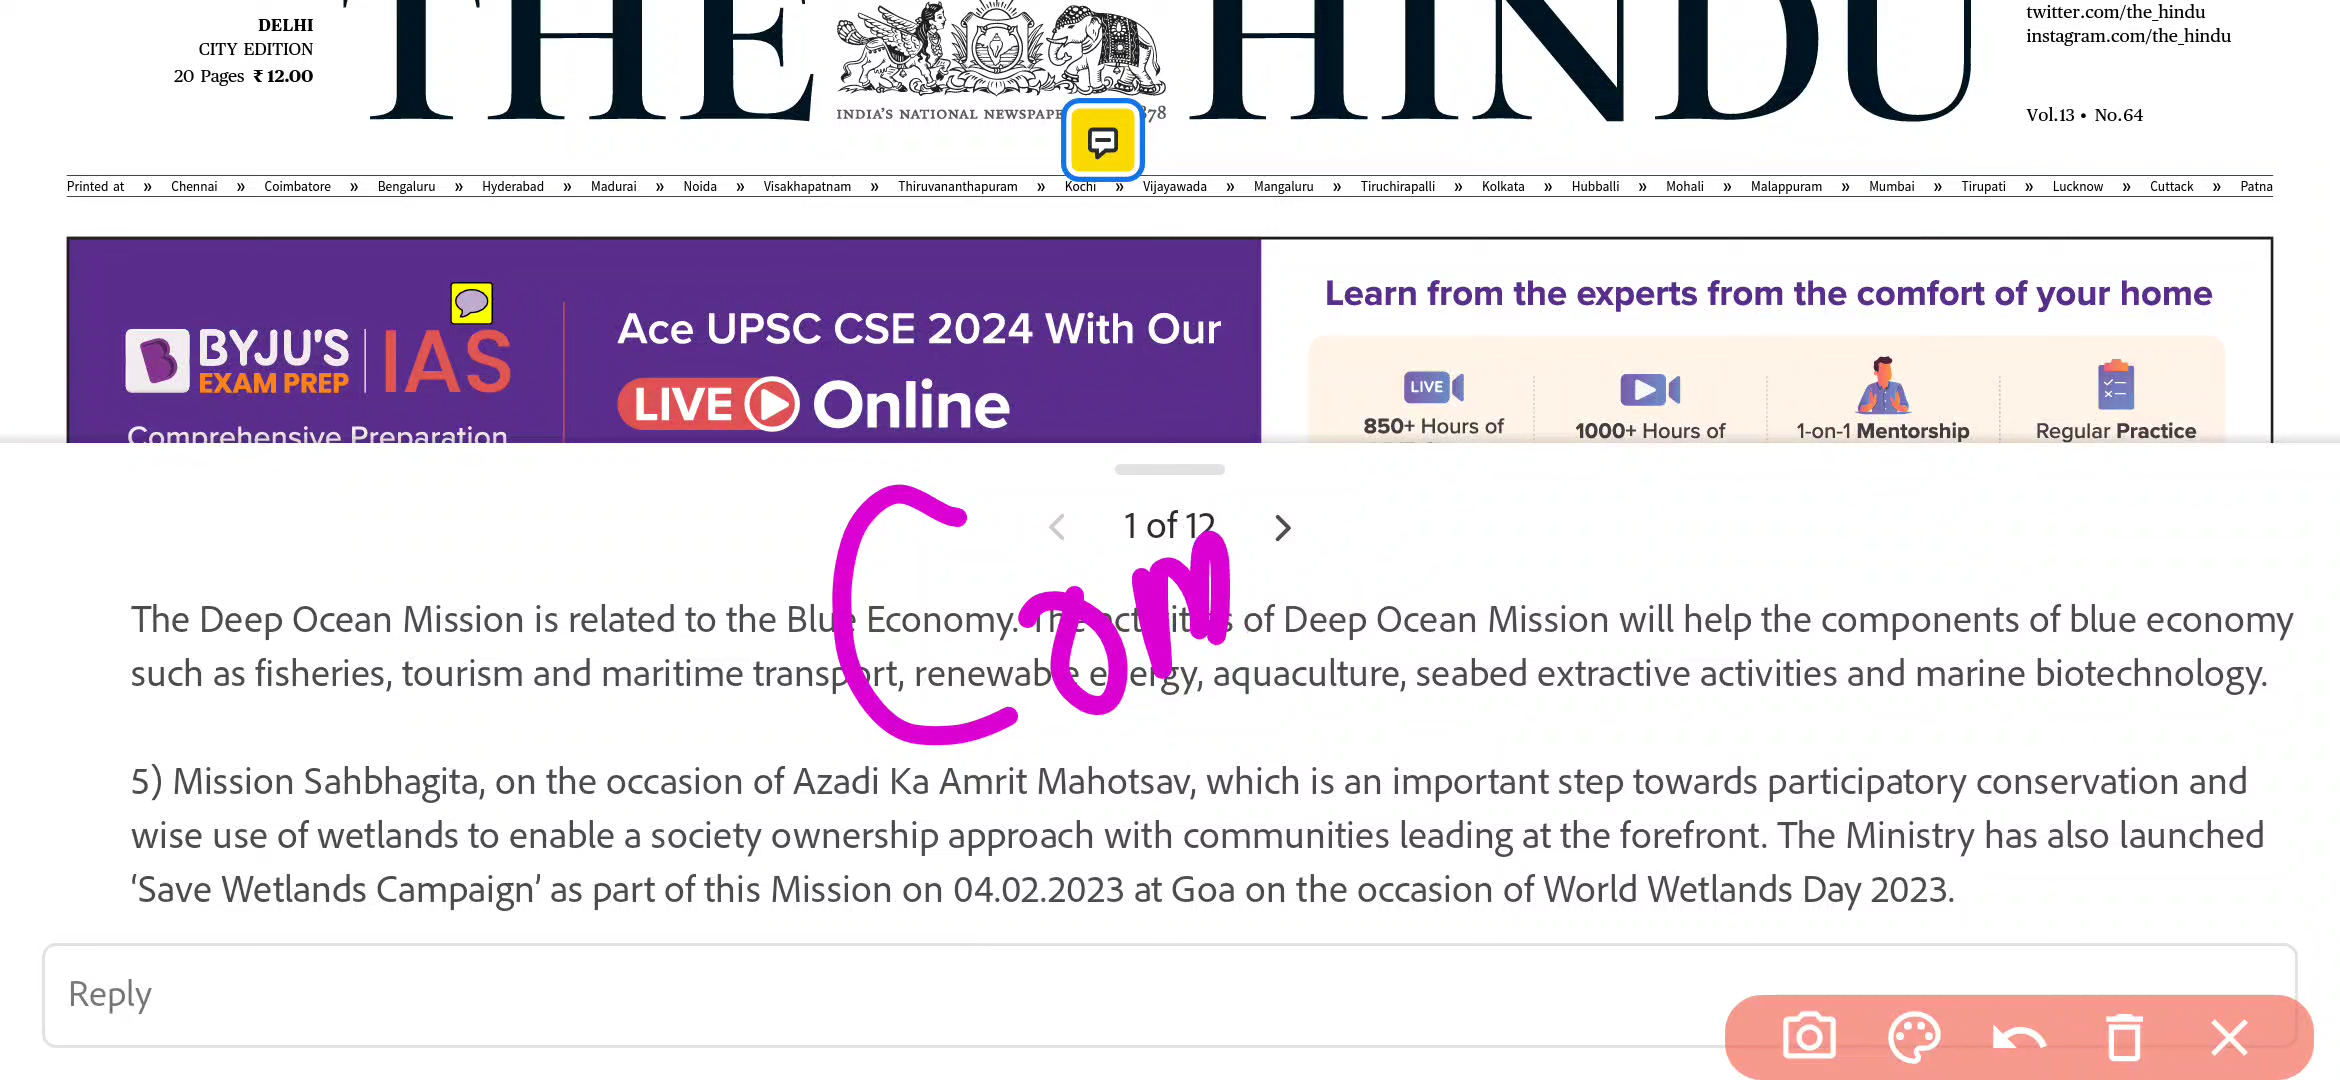 DELHI
CITY EDITION
20 Pages ₹ 12.00
THE HINDU
INDIA'S NATIONAL
twitter.com/the_hindu
instagram.com/the_hindu
Vol.13 • No.64
Printed at » Chennai » Coimbatore » Bengaluru » Hyderabad » Madurai » Noida » Visakhapatnam » Thiruvananthapuram » Kochi » Vijayawada » Mangaluru » Tiruchirapalli » Kolkata » Hubballi » Mohali » Malappuram » Mumbai » Tirupati » Lucknow » Cuttack » Patna
BYJU'S
EXAM PREP
IAS
Comprehensive Preparation
Ace UPSC CSE 2024 With Our
LIVE Online
Learn from the experts from the comfort of your home
LIVE
850+ Hours of
1000+ Hours of
1-on-1 Mentorship
Regular Practice
1 of 12
Com
The Deep Ocean Mission is related to the Blue Economy. The activities of Deep Ocean Mission will help the components of blue economy
such as fisheries, tourism and maritime transport, renewable energy, aquaculture, seabed extractive activities and marine biotechnology.
5) Mission Sahbhagita, on the occasion of Azadi Ka Amrit Mahotsav, which is an important step towards participatory conservation and
wise use of wetlands to enable a society ownership approach with communities leading at the forefront. The Ministry has also launched
‘Save Wetlands Campaign’ as part of this Mission on 04.02.2023 at Goa on the occasion of World Wetlands Day 2023.
Reply